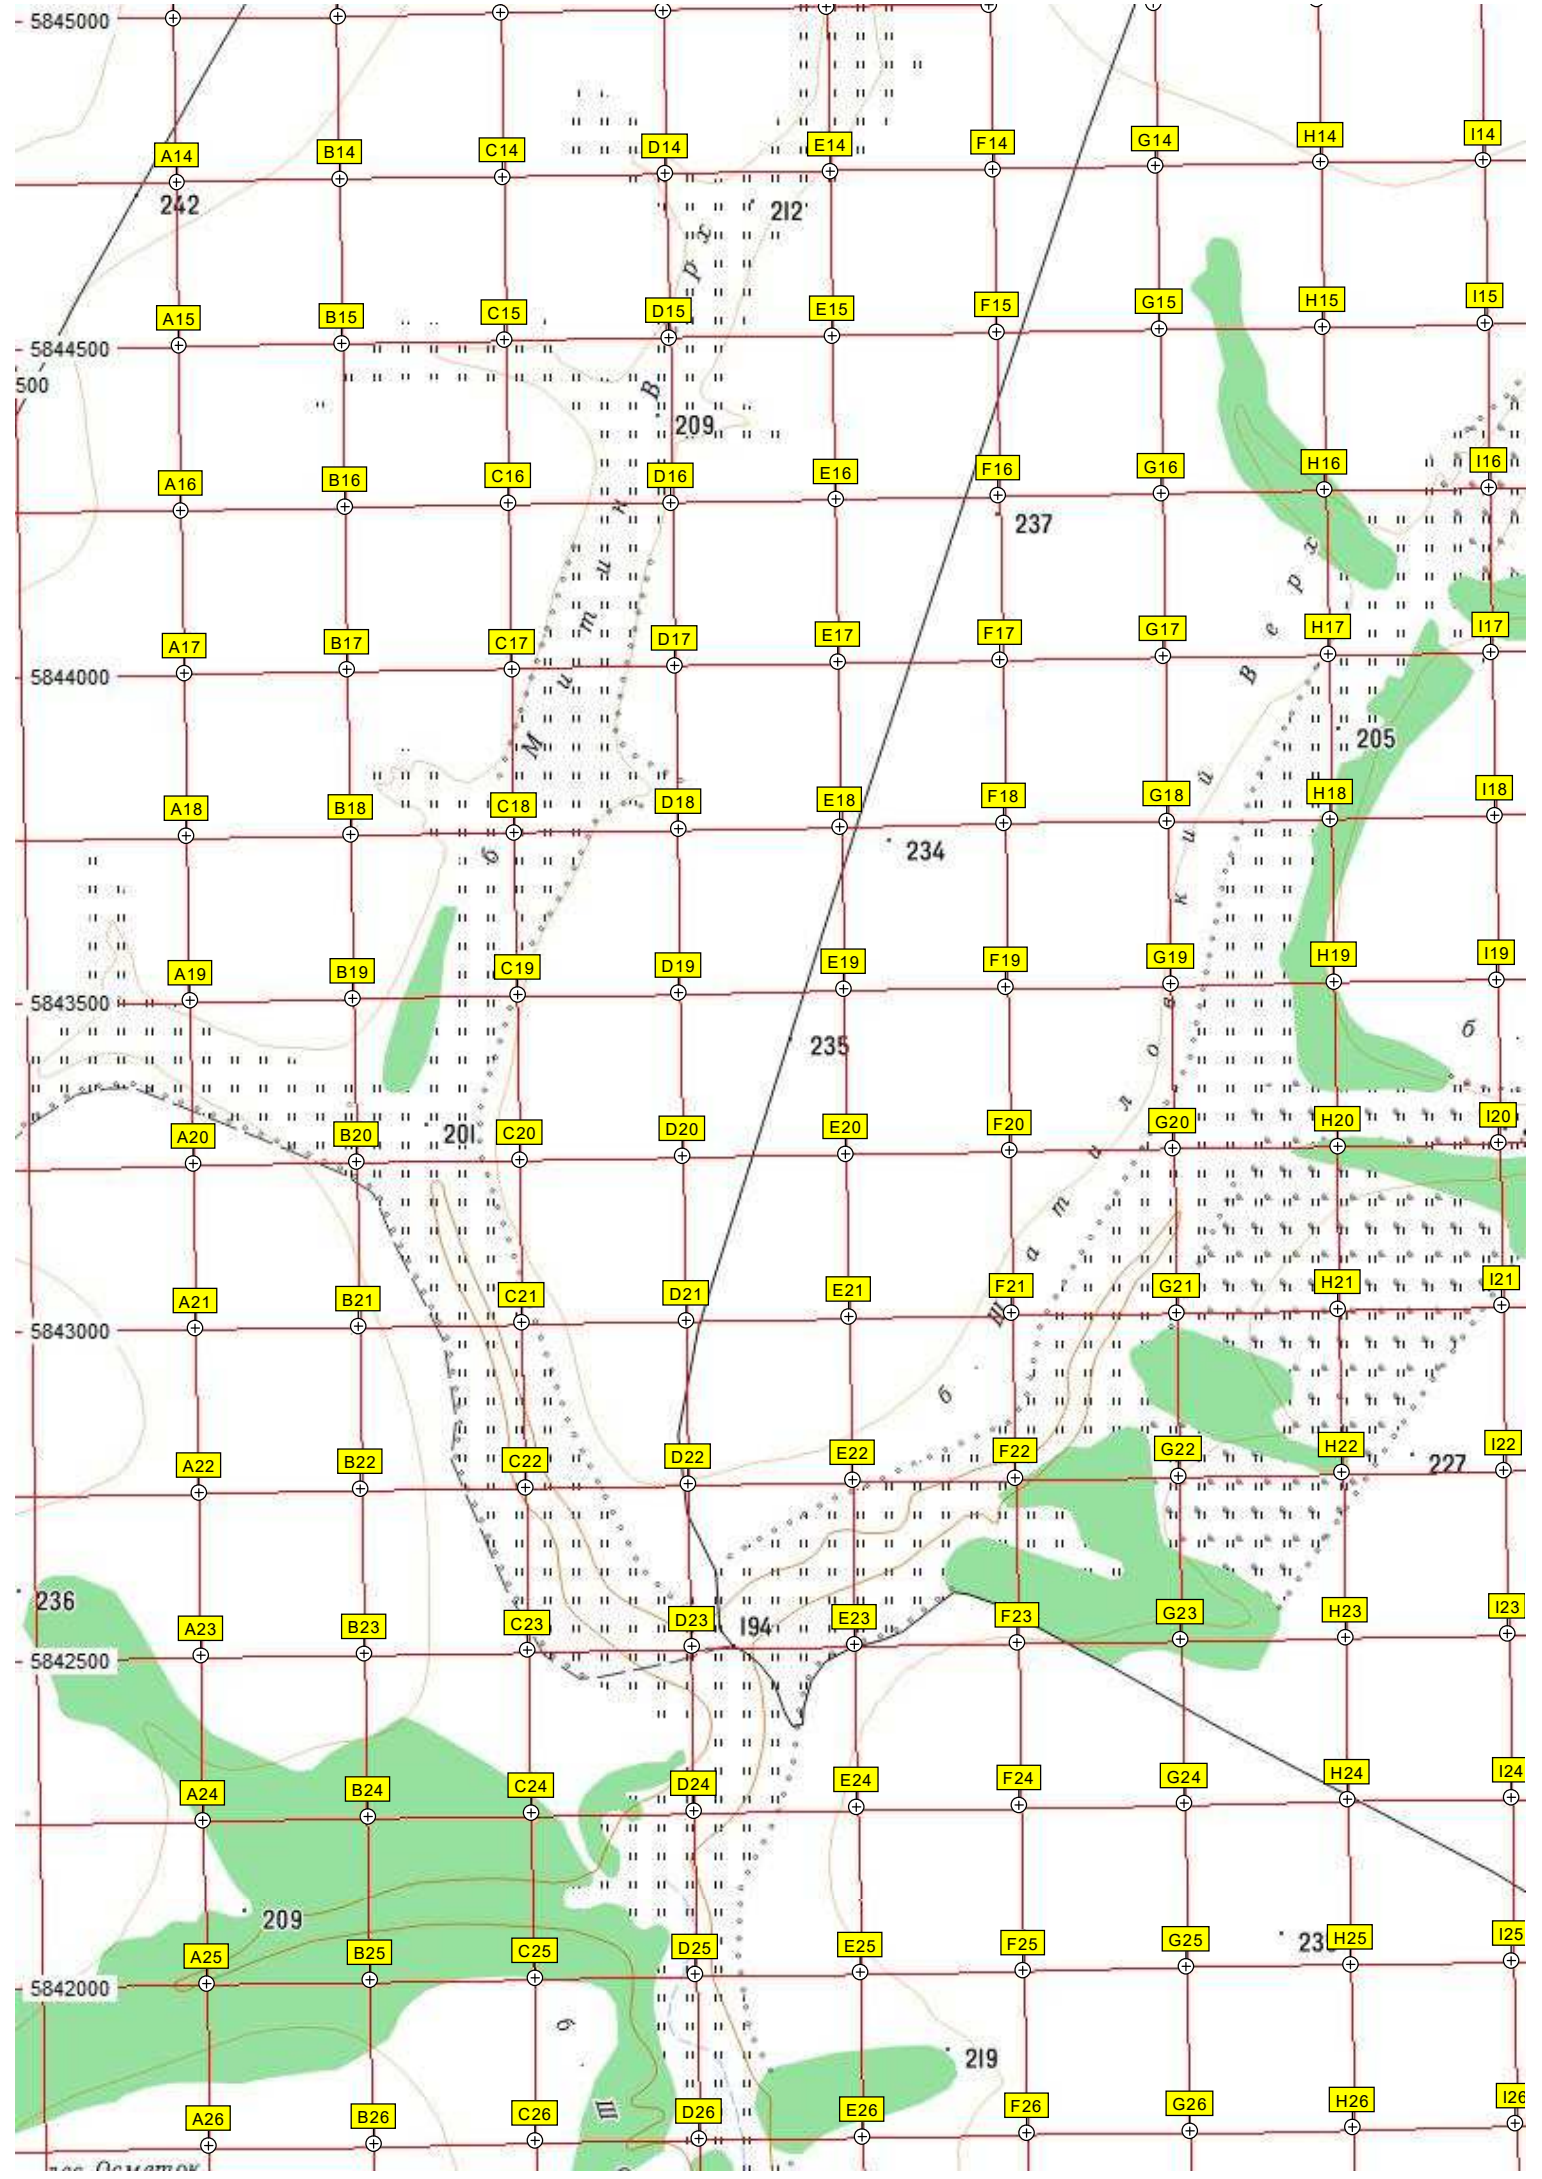 5845000
A14 B14 C14 D14 E14 F14 G14 H14 I14
242
212
A15 B15 C15 D15 E15 F15 G15 H15 I15
5844500
500
209
A16 B16 C16 D16 E16 F16 G16 H16 I16
237
A17 B17 C17 D17 E17 F17 G17 H17 I17
5844000
205
A18 B18 C18 D18 E18 F18 G18 H18 I18
234
A19 B19 C19 D19 E19 F19 G19 H19 I19
5843500
235
б
201
A20 B20 C20 D20 E20 F20 G20 H20 I20
A21 B21 C21 D21 E21 F21 G21 H21 I21
5843000
б. Шатиловский Верх
б. Митин Верх
A22 B22 C22 D22 E22 F22 G22 H22 I22
227
236
A23 B23 C23 D23 E23 F23 G23 H23 I23
194
5842500
A24 B24 C24 D24 E24 F24 G24 H24 I24
209
A25 B25 C25 D25 E25 F25 G25 H25 I25
5842000
б. Ш
219
A26 B26 C26 D26 E26 F26 G26 H26 I26